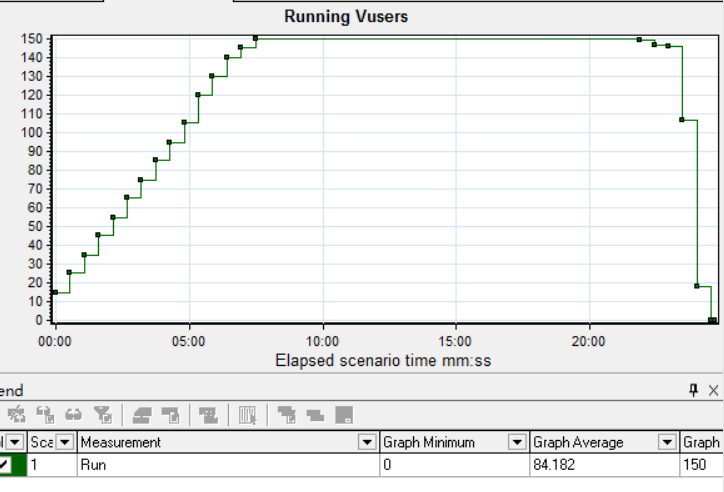 Running Vusers
150
140
130
120
110
100
90
80
70
60
50
40
30
20
10
0
00:00 05:00 10:00 15:00 20:00
Elapsed scenario time mm:ss
end
Sca Measurement Graph Minimum Graph Average Graph
1 Run 0 84.182 150